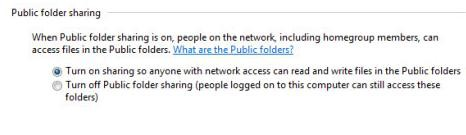 Public folder sharing
When Public folder sharing is on, people on the network, including homegroup members, can
access files in the Public folders. What are the Public folders?
Turn on sharing so anyone with network access can read and write files in the Public folders
Turn off Public folder sharing (people logged on to this computer can still access these
folders)